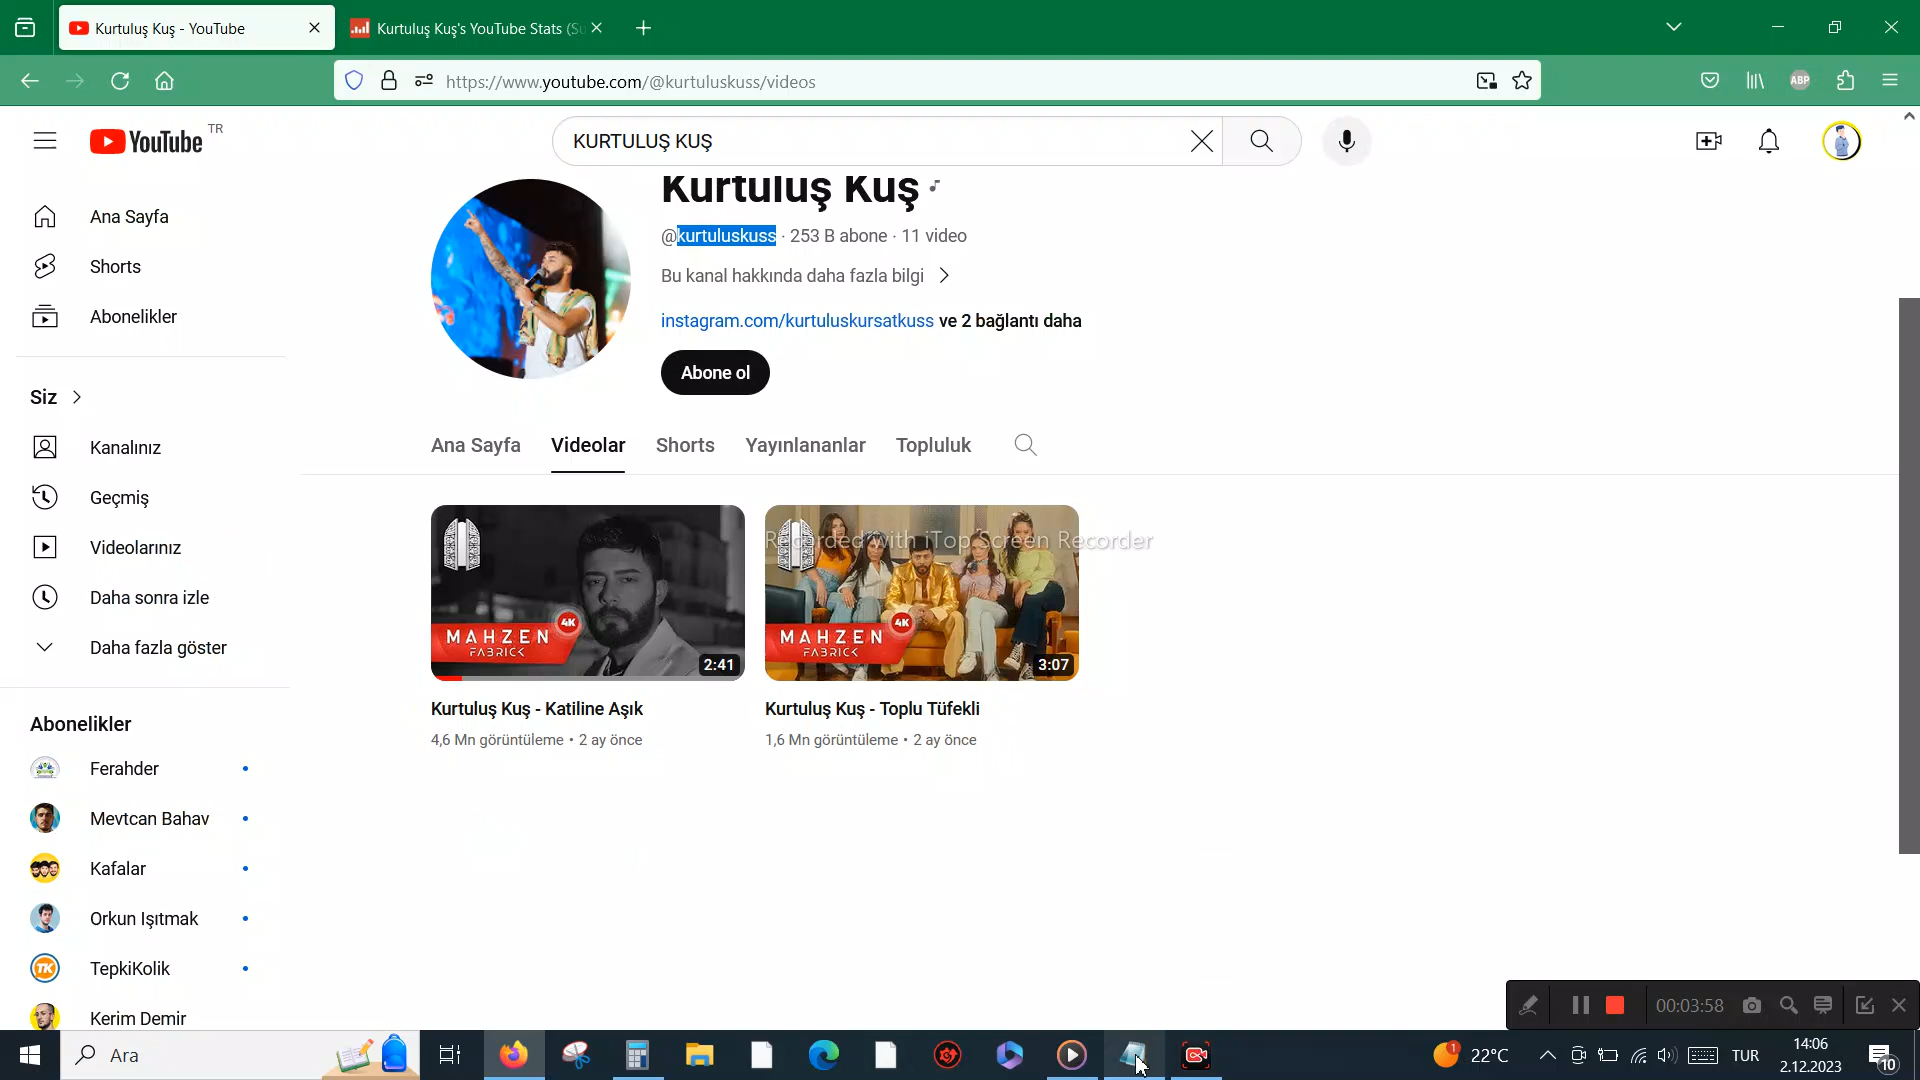 Kurtuluş Kuş - YouTube
Kurtuluş Kuş's YouTube Stats (Su
https://www.youtube.com/@kurtuluskuss/videos
ABP
YouTube TR
KURTULUŞ KUŞ
Ana Sayfa
Shorts
Abonelikler
Siz
Kanalınız
Geçmiş
Videolarınız
Daha sonra izle
Daha fazla göster
Abonelikler
Ferahder
Mevtcan Bahav
Kafalar
Orkun Işıtmak
TK
TepkiKolik
Kerim Demir
Kurtuluş Kuş
@kurtuluskuss · 253 B abone · 11 video
Bu kanal hakkında daha fazla bilgi
instagram.com/kurtuluskursatkuss ve 2 bağlantı daha
Abone ol
Ana Sayfa Videolar Shorts Yayınlananlar Topluluk
MAHZEN
FABRICK
4K
2:41
Kurtuluş Kuş - Katiline Aşık
4,6 Mn görüntüleme • 2 ay önce
Recorded with iTop Screen Recorder
MAHZEN
FABRICK
4K
3:07
Kurtuluş Kuş - Toplu Tüfekli
1,6 Mn görüntüleme • 2 ay önce
00:03:58
Ara
1
22°C
TUR
14:06
2.12.2023
10